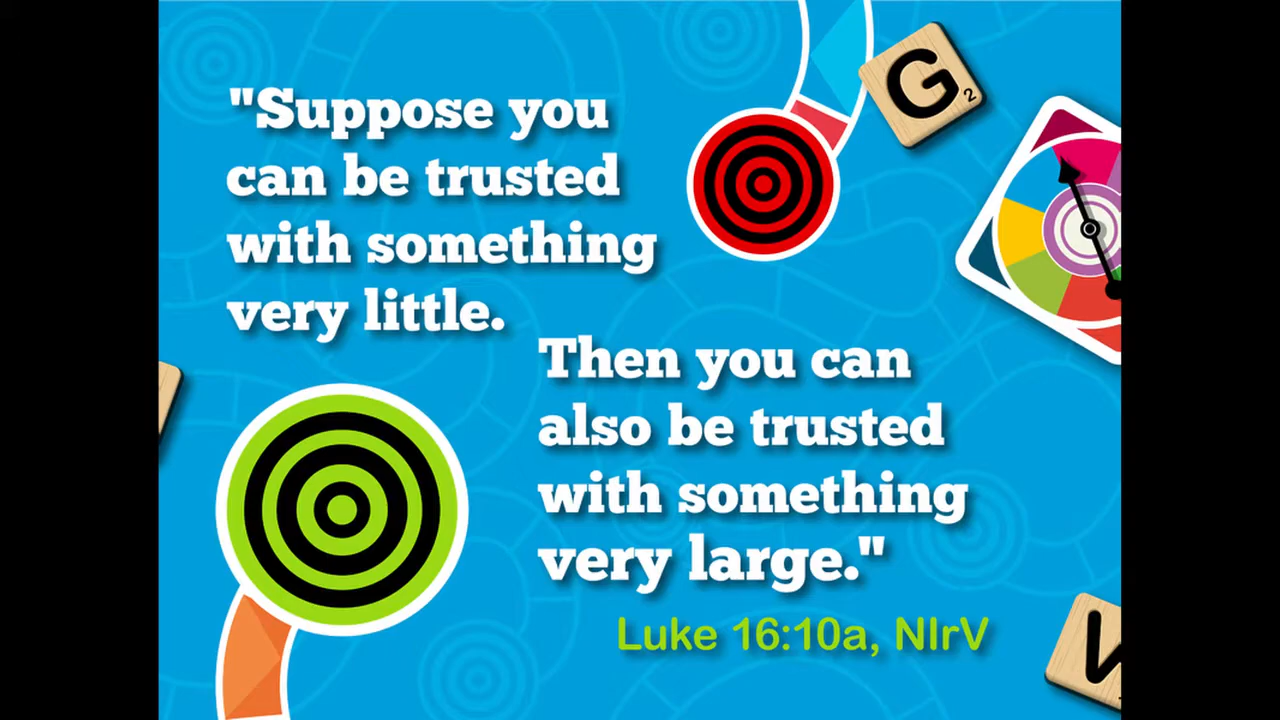 "Suppose you
can be trusted
with something
very little.
Then you can
also be trusted
with something
very large."
Luke 16:10a, NIrV
G
2